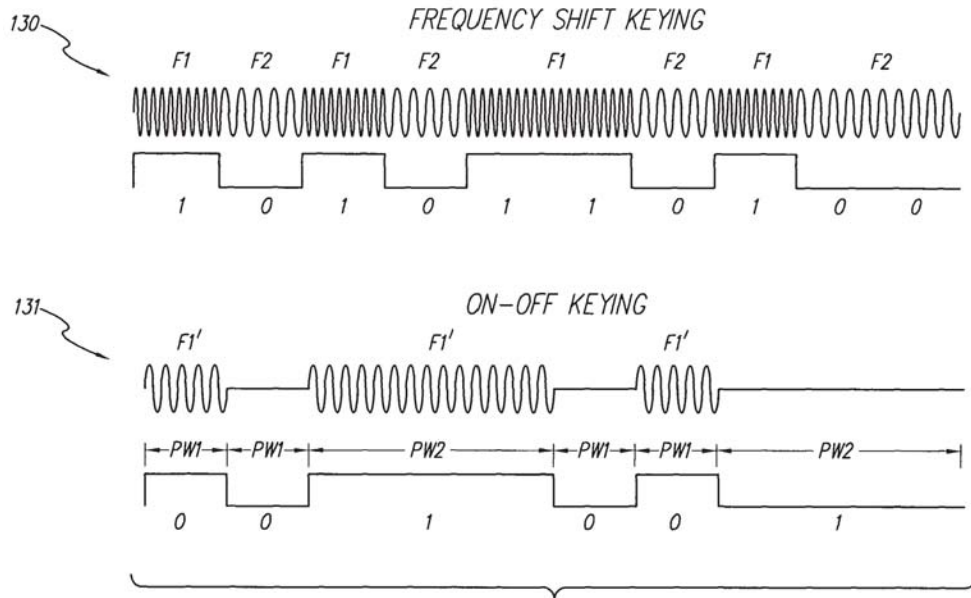 130
FREQUENCY SHIFT KEYING
F1 F2 F1 F2 F1 F2 F1 F2
1 0 1 0 1 1 0 1 0 0
131
ON-OFF KEYING
F1' F1' F1'
PW1 PW1 PW2 PW1 PW1 PW2
0 0 1 0 0 1